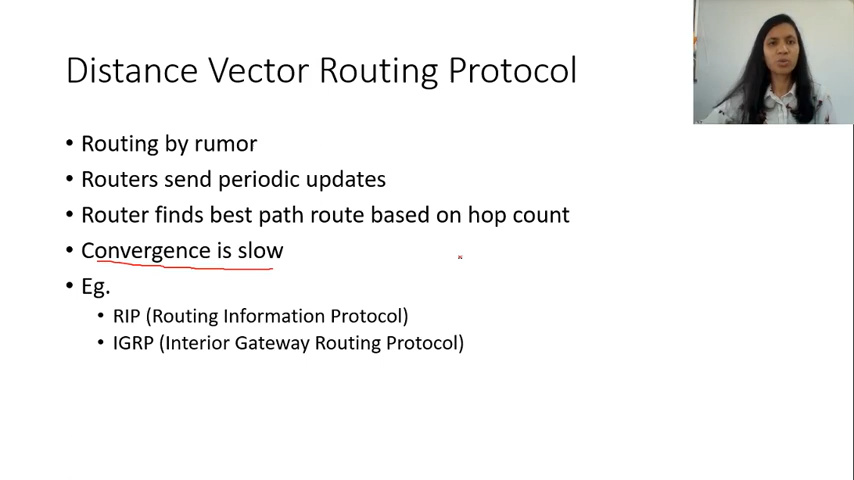 Distance Vector Routing Protocol
• Routing by rumor
• Routers send periodic updates
• Router finds best path route based on hop count
• Convergence is slow
• Eg.
• RIP (Routing Information Protocol)
• IGRP (Interior Gateway Routing Protocol)